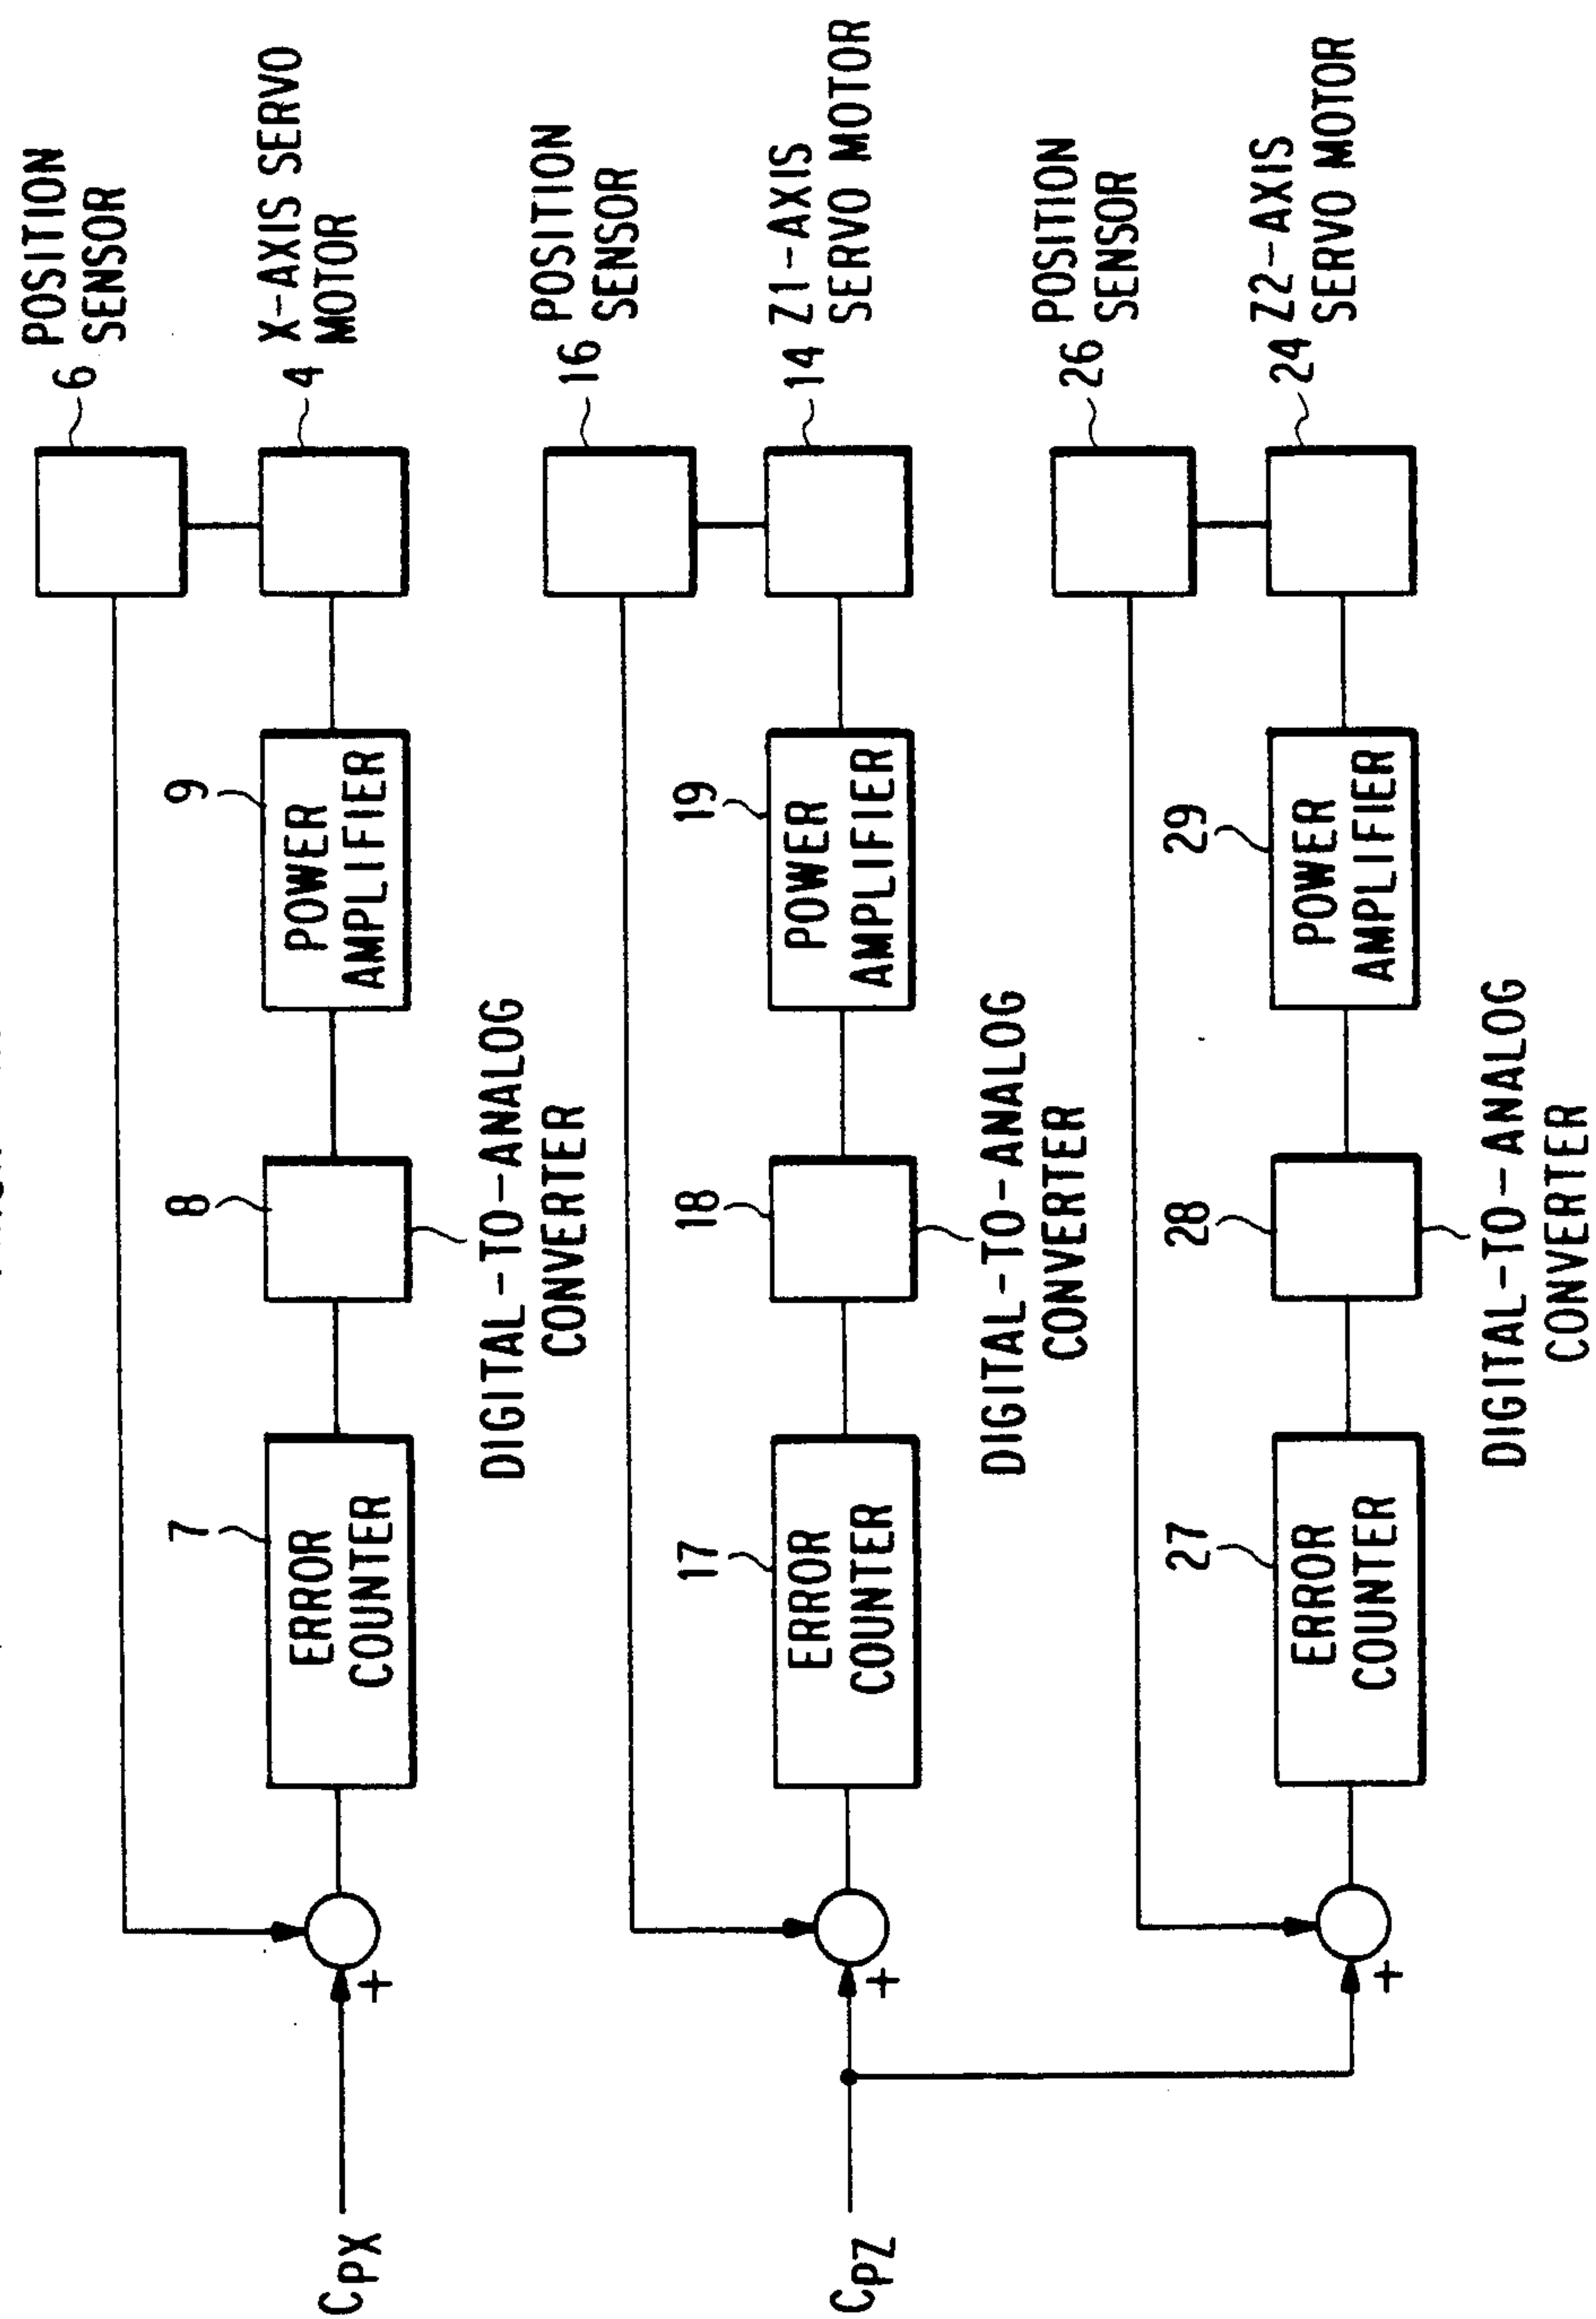 POSITION
SENSOR
6
X-AXIS SERVO
MOTOR
4
9
POWER
AMPLIFIER
8
DIGITAL-TO-ANALOG
CONVERTER
7
ERROR
COUNTER
+
CPX
POSITION
SENSOR
16
Z1-AXIS
SERVO MOTOR
14
19
POWER
AMPLIFIER
18
DIGITAL-TO-ANALOG
CONVERTER
17
ERROR
COUNTER
+
CPZ
POSITION
SENSOR
26
Z2-AXIS
SERVO MOTOR
24
29
POWER
AMPLIFIER
28
DIGITAL-TO-ANALOG
CONVERTER
27
ERROR
COUNTER
+